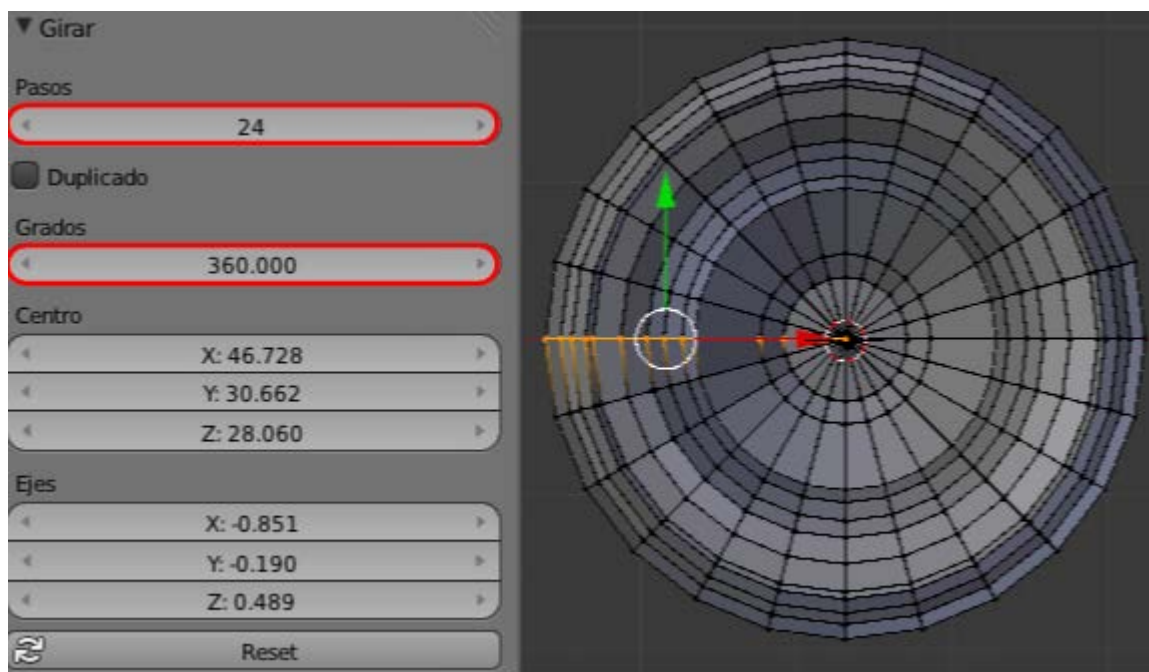 Girar
Pasos
24
Duplicado
Grados
360.000
Centro
X: 46.728
Y: 30.662
Z: 28.060
Ejes
X: -0.851
Y: -0.190
Z: 0.489
Reset